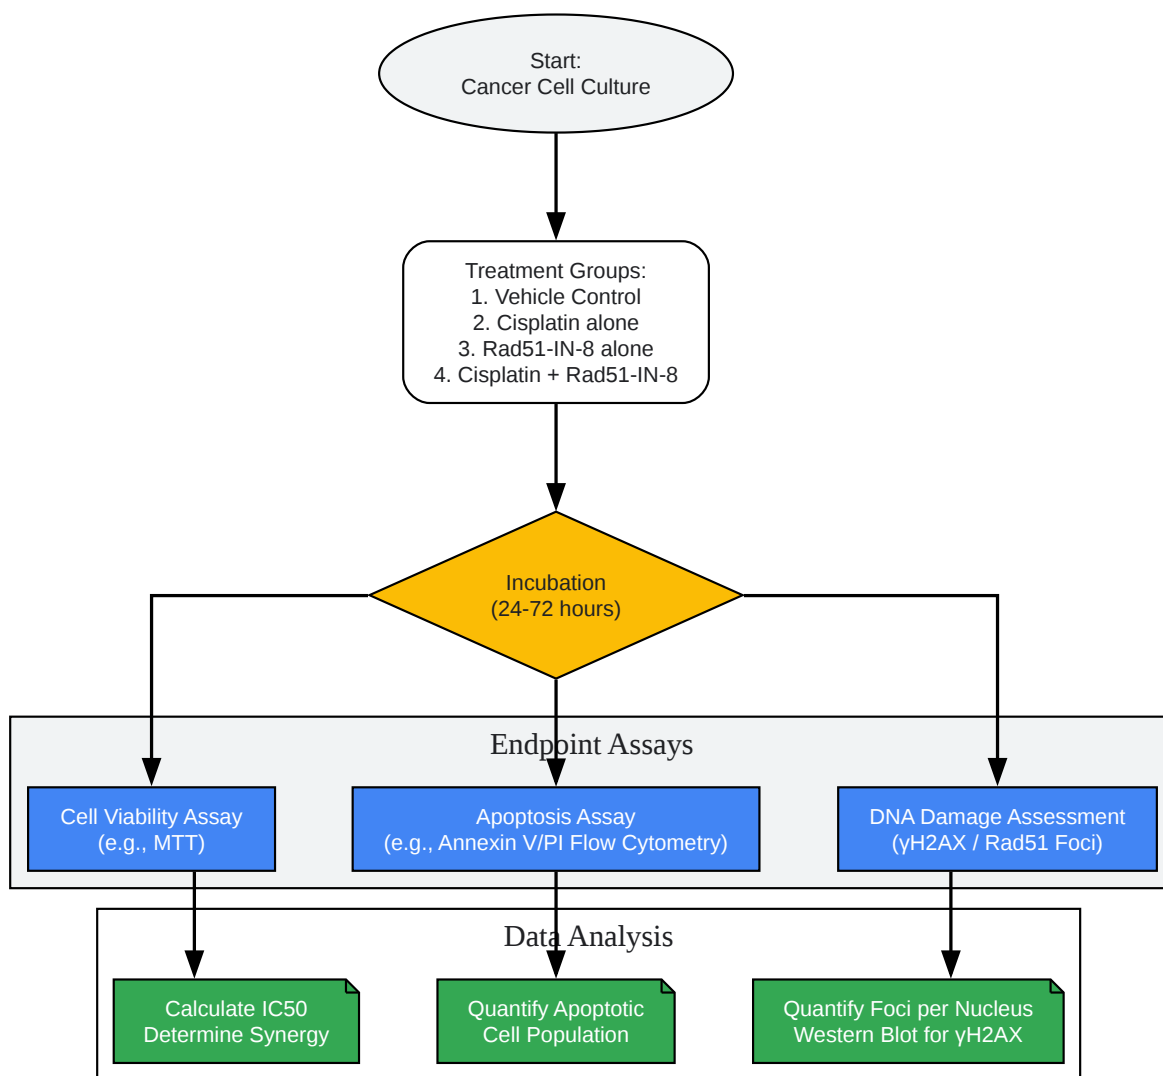 Start:
Cancer Cell Culture
Treatment Groups:
1. Vehicle Control
2. Cisplatin alone
3. Rad51-IN-8 alone
4. Cisplatin + Rad51-IN-8
Incubation
(24-72 hours)
Endpoint Assays
Cell Viability Assay
(e.g., MTT)
Apoptosis Assay
(e.g., Annexin V/PI Flow Cytometry)
DNA Damage Assessment
(γH2AX / Rad51 Foci)
Data Analysis
Calculate IC50
Determine Synergy
Quantify Apoptotic
Cell Population
Quantify Foci per Nucleus
Western Blot for γH2AX